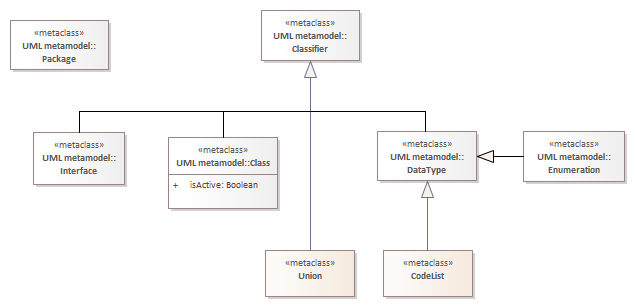 «metaclass»
UML metamodel::
Package
«metaclass»
UML metamodel::
Classifier
«metaclass»
UML metamodel::
Interface
«metaclass»
UML metamodel::Class
+ isActive: Boolean
«metaclass»
UML metamodel::
DataType
«metaclass»
UML metamodel::
Enumeration
«metaclass»
Union
«metaclass»
CodeList